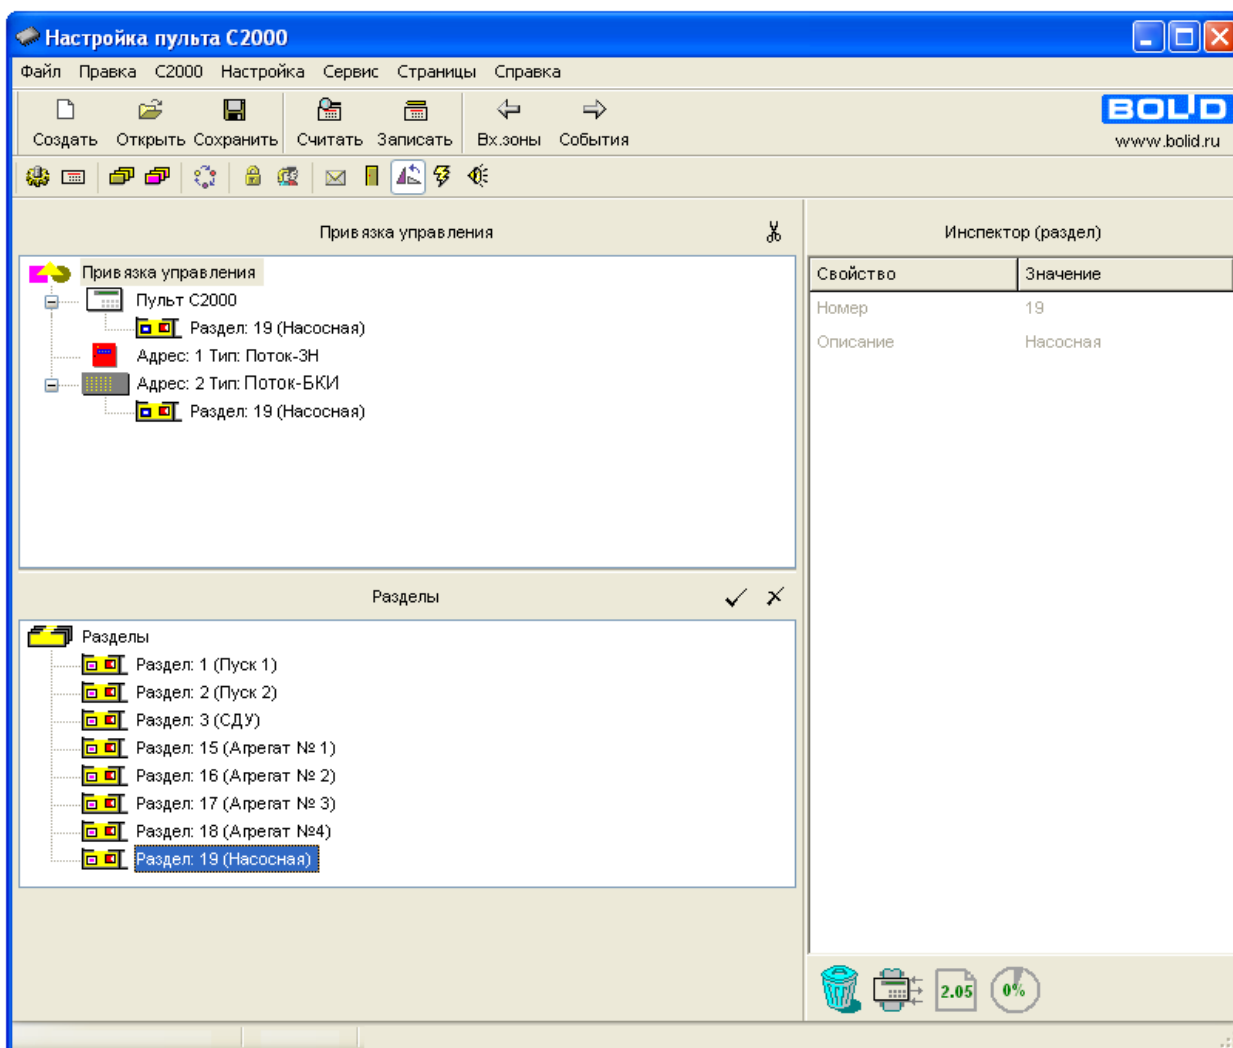 Настройка пульта С2000
Файл Правка С2000 Настройка Сервис Страницы Справка
Создать Открыть Сохранить Считать Записать Вх.зоны События
BOLID
www.bolid.ru
Привязка управления
Привязка управления
Пульт С2000
Раздел: 19 (Насосная)
Адрес: 1 Тип: Поток-3Н
Адрес: 2 Тип: Поток-БКИ
Раздел: 19 (Насосная)
Разделы
Разделы
Раздел: 1 (Пуск 1)
Раздел: 2 (Пуск 2)
Раздел: 3 (СДУ)
Раздел: 15 (Агрегат № 1)
Раздел: 16 (Агрегат № 2)
Раздел: 17 (Агрегат № 3)
Раздел: 18 (Агрегат №4)
Раздел: 19 (Насосная)
Инспектор (раздел)
Свойство Значение
Номер 19
Описание Насосная
2.05 0%